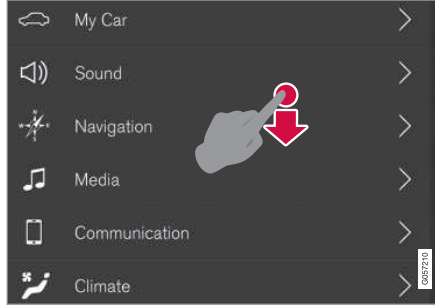 My Car
Sound
Navigation
Media
Communication
Climate
G057210